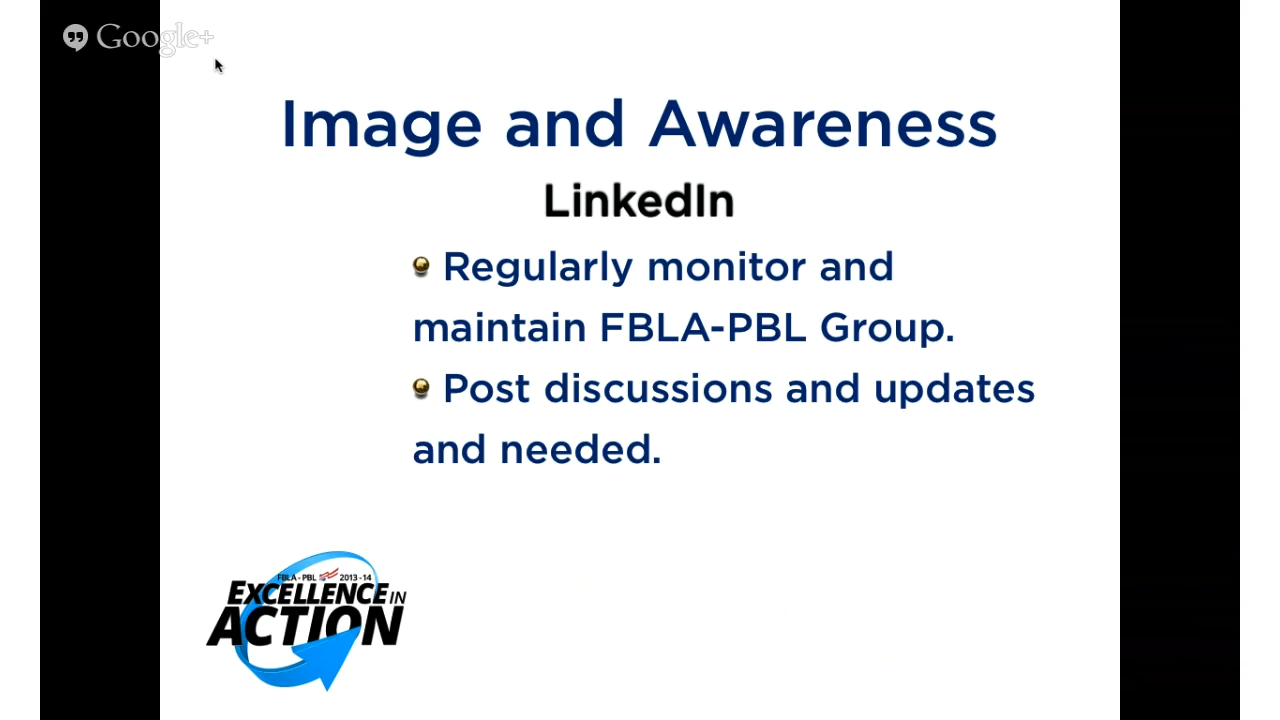 Google+
Image and Awareness
LinkedIn
Regularly monitor and
maintain FBLA-PBL Group.
Post discussions and updates
and needed.
FBLA-PBL 2013-14
EXCELLENCE IN
ACTION